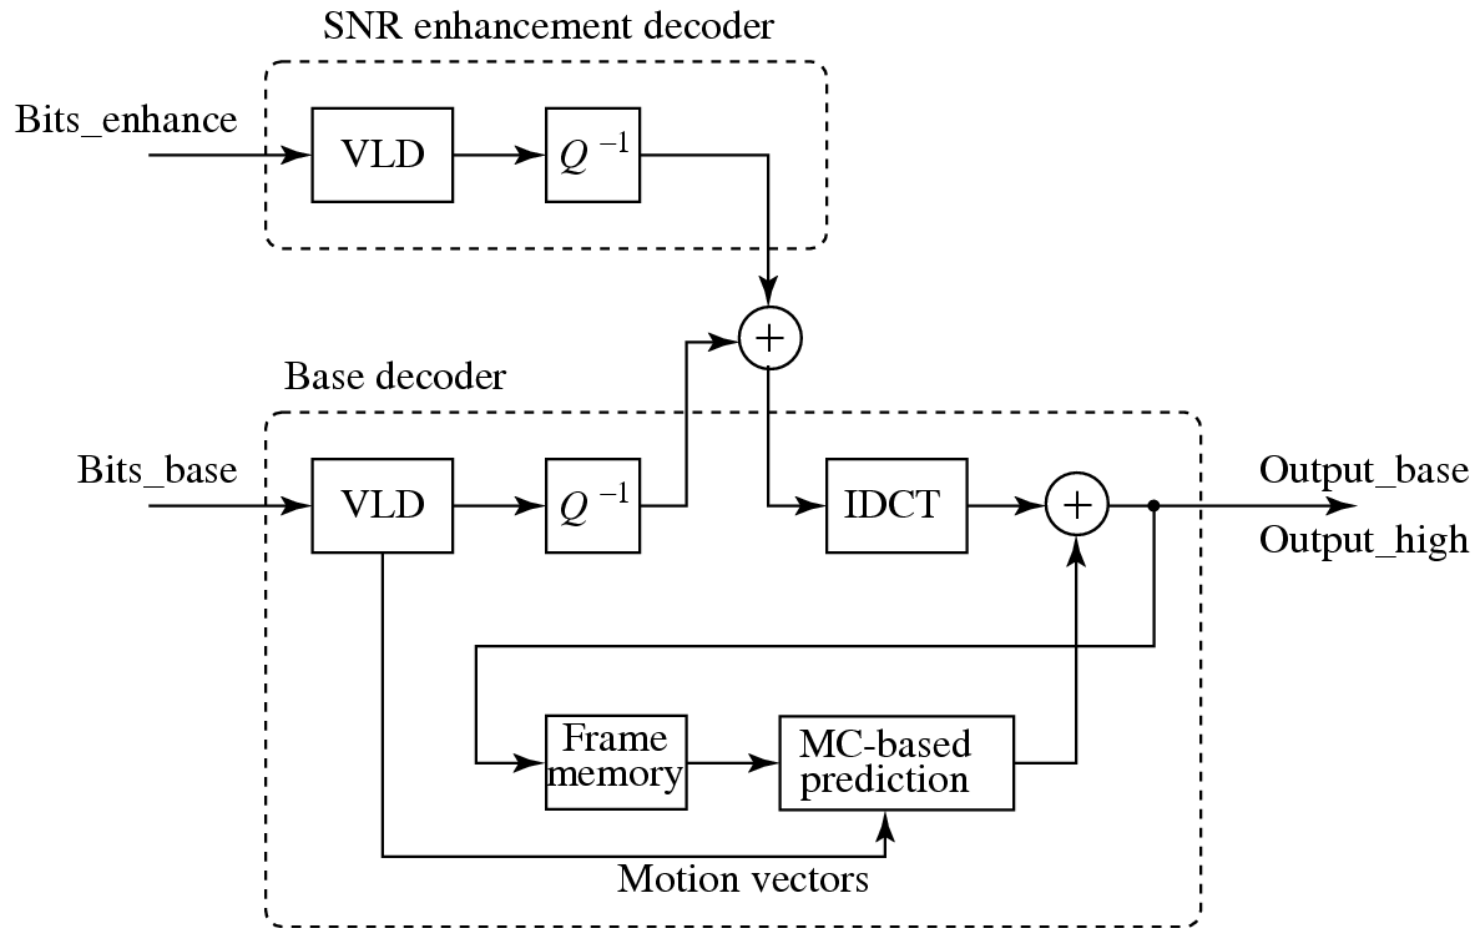 SNR enhancement decoder
Bits_enhance
VLD
Q⁻¹
+
Base decoder
Bits_base
VLD
Q⁻¹
IDCT
+
Output_base
Output_high
Frame
memory
MC-based
prediction
Motion vectors